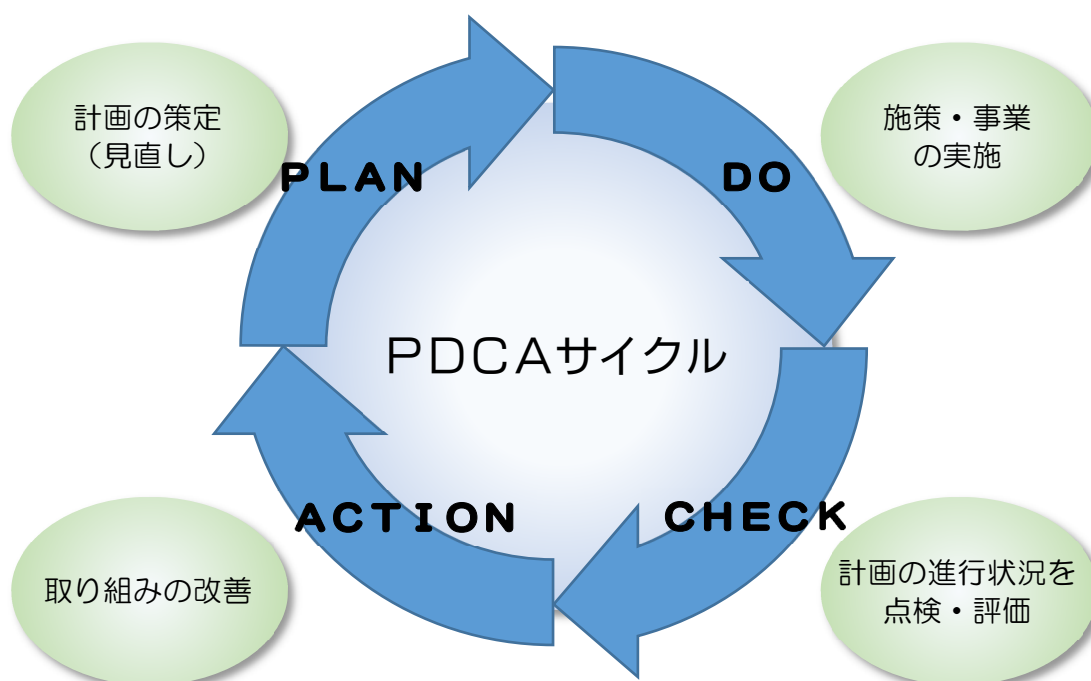 計画の策定
（見直し）
PLAN
DO
施策・事業
の実施
PDCAサイクル
ACTION
CHECK
取り組みの改善
計画の進行状況を
点検・評価